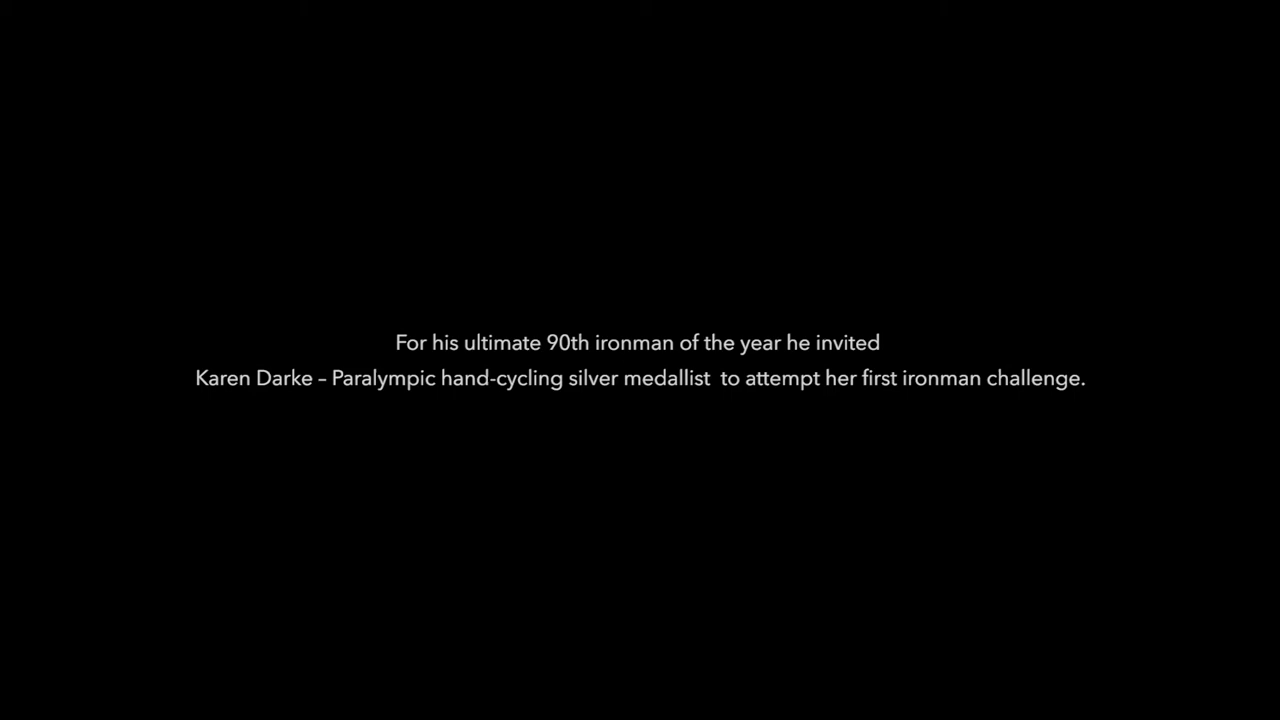 For his ultimate 90th ironman of the year he invited
Karen Darke – Paralympic hand-cycling silver medallist  to attempt her first ironman challenge.